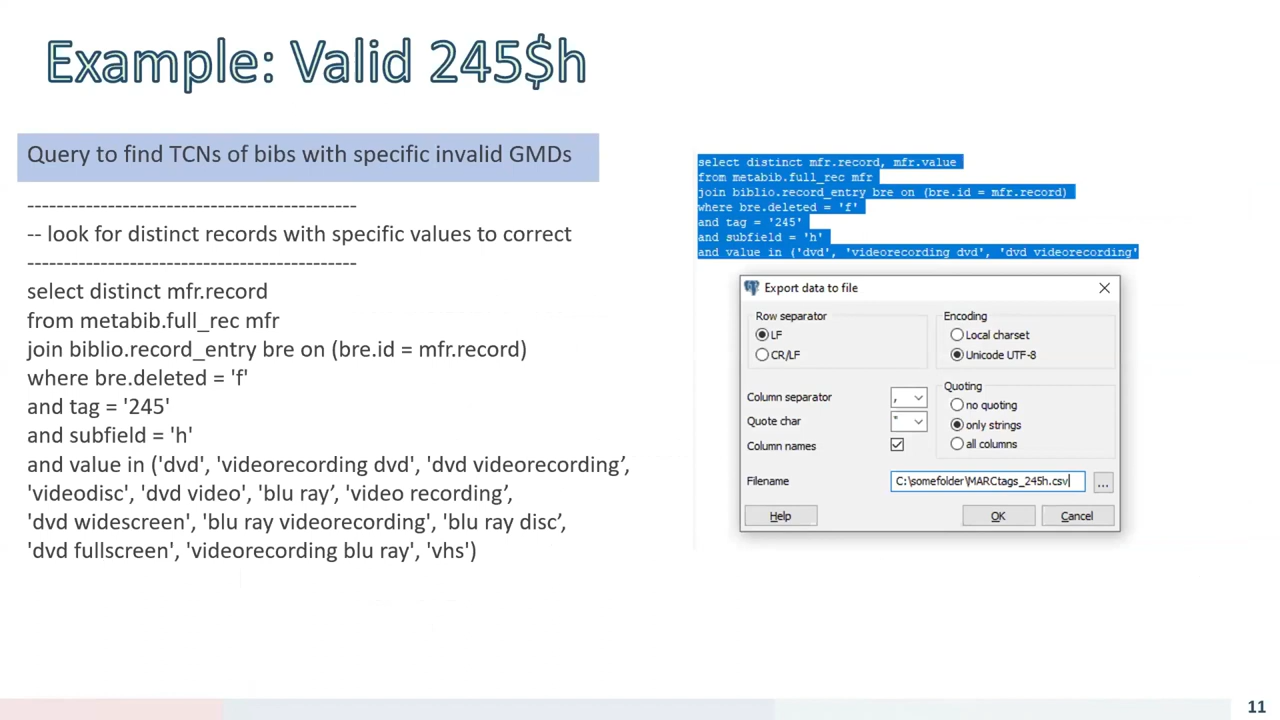 Example: Valid 245$h
Query to find TCNs of bibs with specific invalid GMDs
---------------------------------------------
-- look for distinct records with specific values to correct
---------------------------------------------
select distinct mfr.record
from metabib.full_rec mfr
join biblio.record_entry bre on (bre.id = mfr.record)
where bre.deleted = 'f'
and tag = '245'
and subfield = 'h'
and value in ('dvd', 'videorecording dvd', 'dvd videorecording’,
'videodisc', 'dvd video', 'blu ray’, 'video recording’,
'dvd widescreen', 'blu ray videorecording', 'blu ray disc’,
'dvd fullscreen', 'videorecording blu ray', 'vhs')
select distinct mfr.record, mfr.value
from metabib.full_rec mfr
join biblio.record_entry bre on (bre.id = mfr.record)
where bre.deleted = 'f'
and tag = '245'
and subfield = 'h'
and value in ('dvd', 'videorecording dvd', 'dvd videorecording'
Export data to file
Row separator
LF
CR/LF
Encoding
Local charset
Unicode UTF-8
Column separator ,
Quote char "
Column names
Quoting
no quoting
only strings
all columns
Filename C:\somefolder\MARCtags_245h.csv ...
Help OK Cancel
11